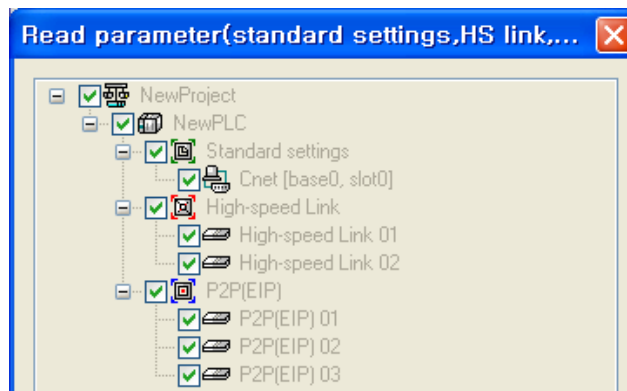 Read parameter(standard settings,HS link,...
NewProject
NewPLC
Standard settings
Cnet [base0, slot0]
High-speed Link
High-speed Link 01
High-speed Link 02
P2P(EIP)
P2P(EIP) 01
P2P(EIP) 02
P2P(EIP) 03